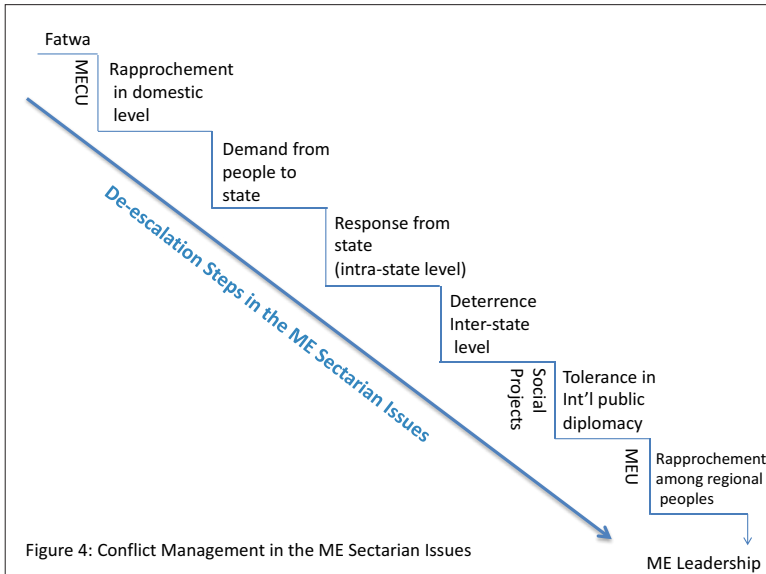 Fatwa
MECU
Rapprochement
in domestic
level
Demand from
people to
state
Response from
state
(intra-state level)
Deterrence
Inter-state
level
Social
Projects
Tolerance in
Int'l public
diplomacy
MEU
Rapprochement
among regional
peoples
De-escalation Steps in the ME Sectarian Issues
Figure 4: Conflict Management in the ME Sectarian Issues
ME Leadership